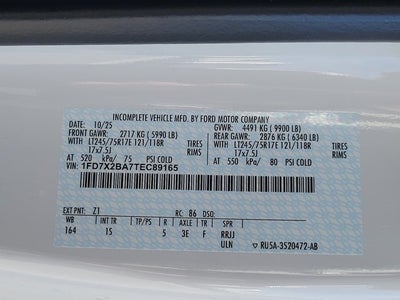 INCOMPLETE VEHICLE MFD. BY FORD MOTOR COMPANY
DATE: 10/25 GVWR: 4491 KG ( 9900 LB)
FRONT GAWR: 2717 KG ( 5990 LB) REAR GAWR: 2876 KG ( 6340 LB)
WITH LT245/75R17E 121/118R TIRES WITH LT245/75R17E 121/118R TIRES
17x7.5J RIMS 17x7.5J RIMS
AT 520 kPa/ 75 PSI COLD AT 550 kPa/ 80 PSI COLD
VIN: 1FD7X2BA7TEC89165
EXT PNT: Z1 RC: 86 DSO:
WB INT TR TP/PS R AXLE TR SPR
164 15 5 3E F RRJJ
ULN ▽ RU5A-3520472-AB